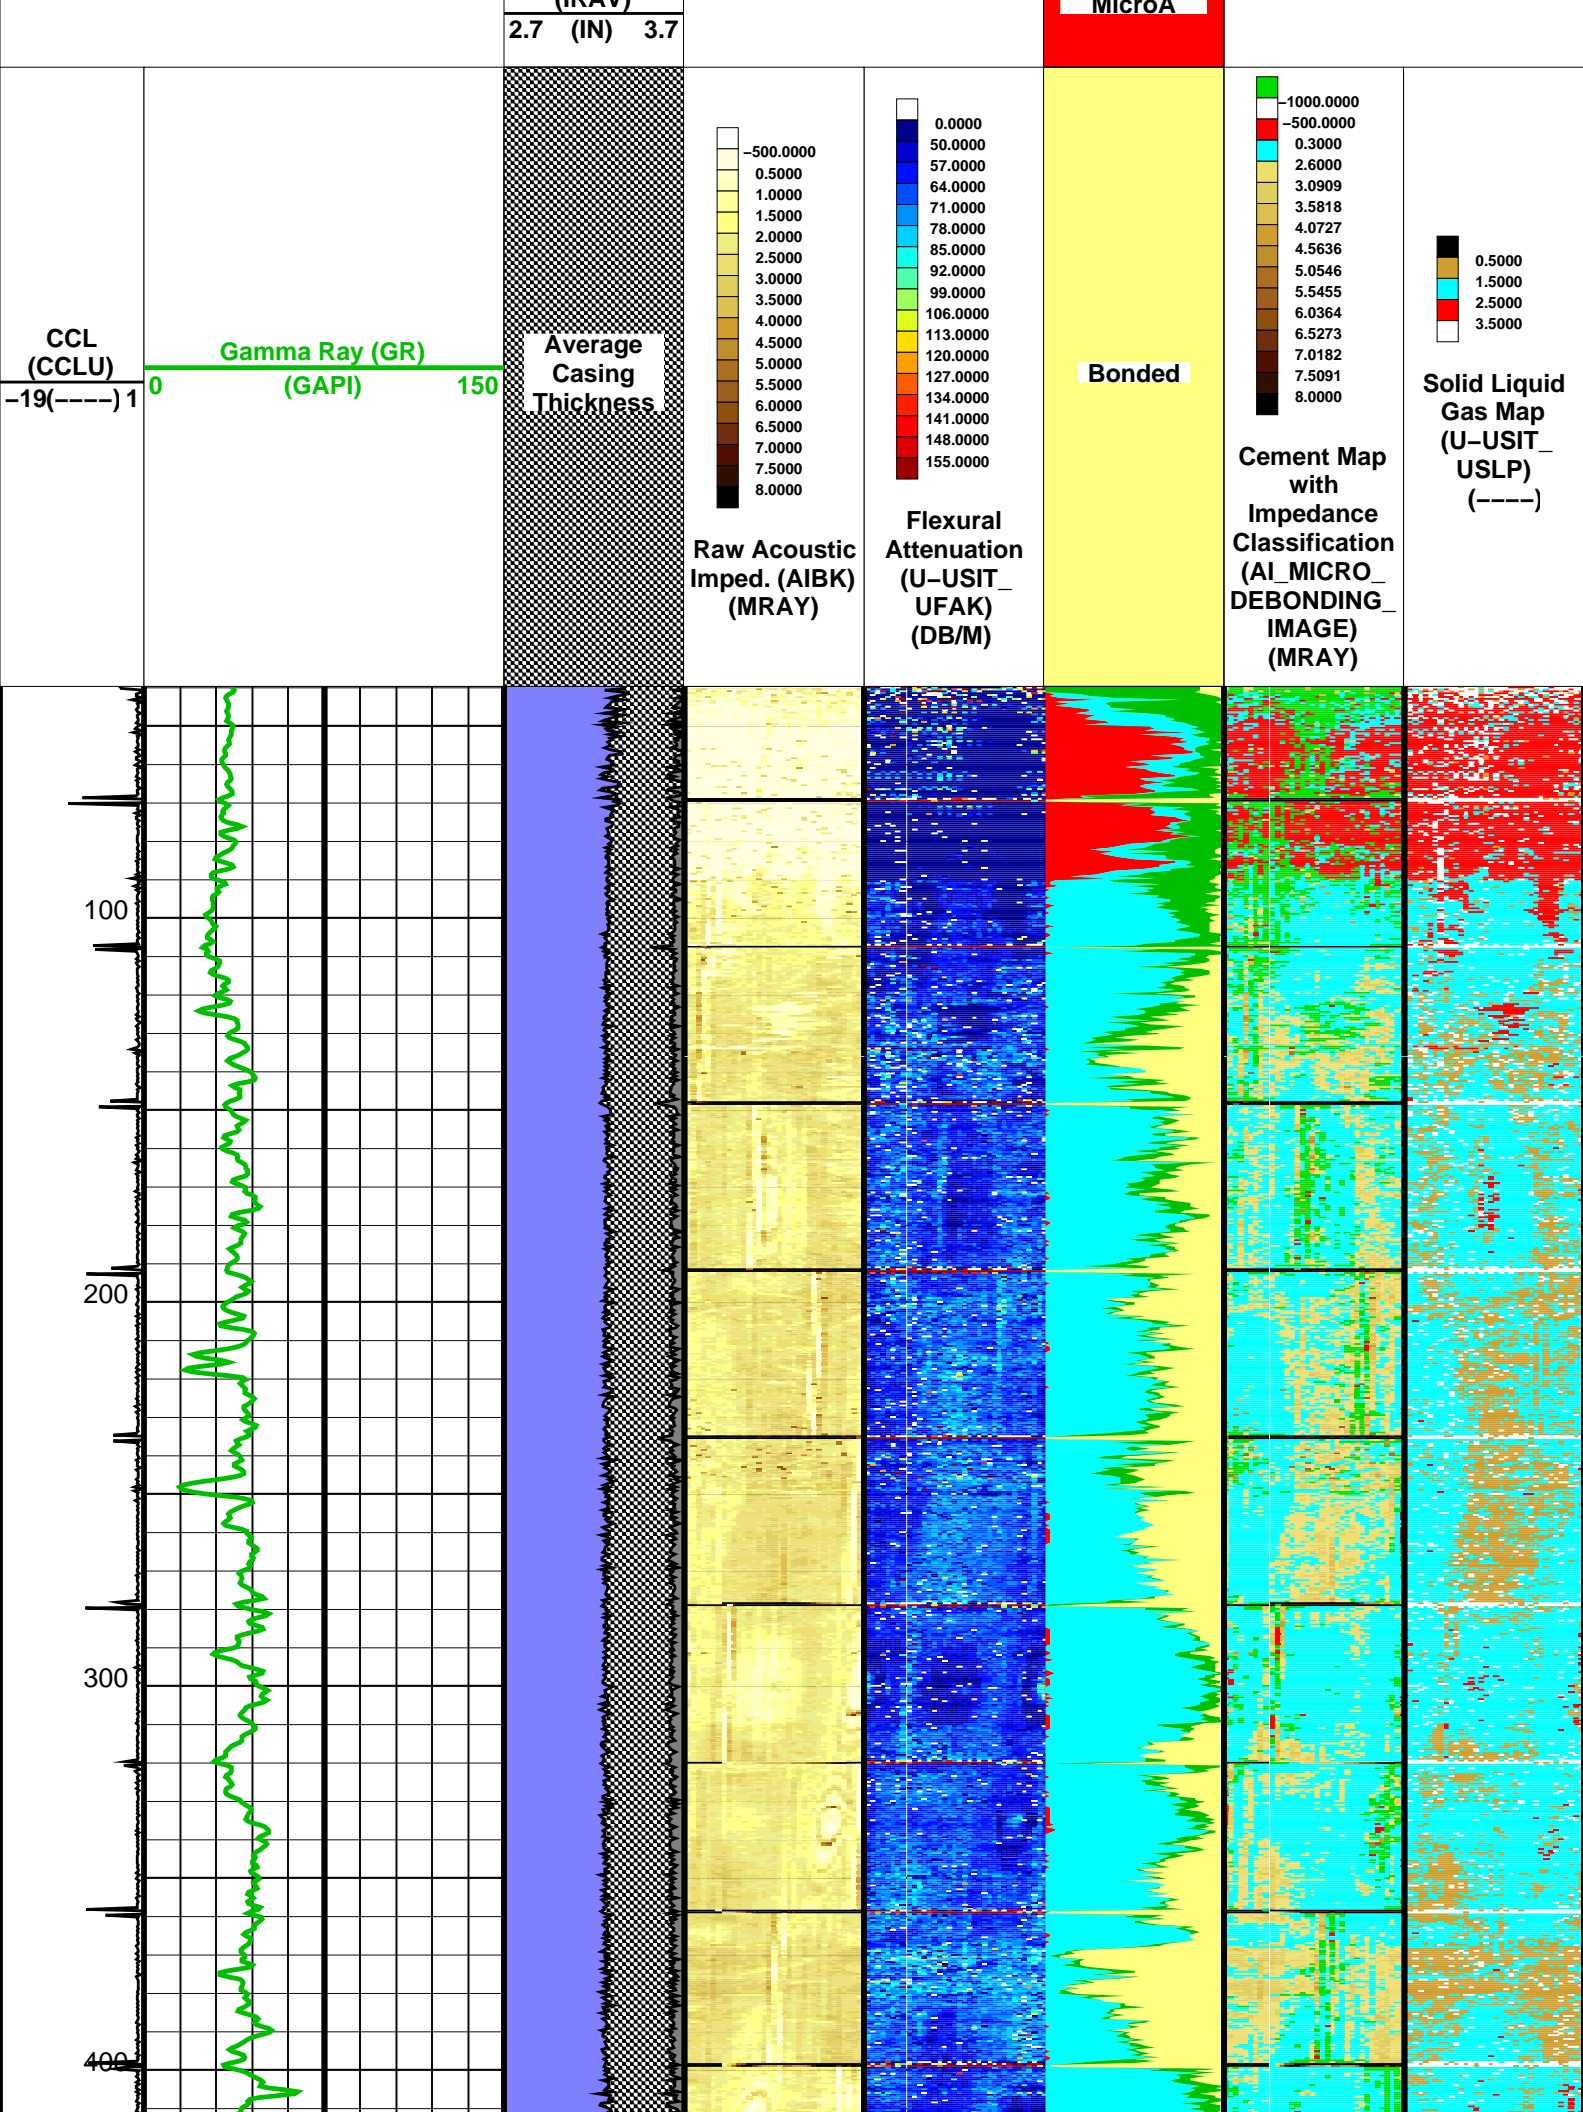 (IRAV)
2.7 (IN) 3.7
MicroA
CCL
(CCLU)
−19(−−−−) 1
Gamma Ray (GR)
0 (GAPI) 150
Average
Casing
Thickness
−500.0000
0.5000
1.0000
1.5000
2.0000
2.5000
3.0000
3.5000
4.0000
4.5000
5.0000
5.5000
6.0000
6.5000
7.0000
7.5000
8.0000
Raw Acoustic
Imped. (AIBK)
(MRAY)
0.0000
50.0000
57.0000
64.0000
71.0000
78.0000
85.0000
92.0000
99.0000
106.0000
113.0000
120.0000
127.0000
134.0000
141.0000
148.0000
155.0000
Flexural
Attenuation
(U−USIT_
UFAK)
(DB/M)
Bonded
−1000.0000
−500.0000
0.3000
2.6000
3.0909
3.5818
4.0727
4.5636
5.0546
5.5455
6.0364
6.5273
7.0182
7.5091
8.0000
Cement Map
with
Impedance
Classification
(AI_MICRO_
DEBONDING_
IMAGE)
(MRAY)
0.5000
1.5000
2.5000
3.5000
Solid Liquid
Gas Map
(U−USIT_
USLP)
(−−−−)
100
200
300
400